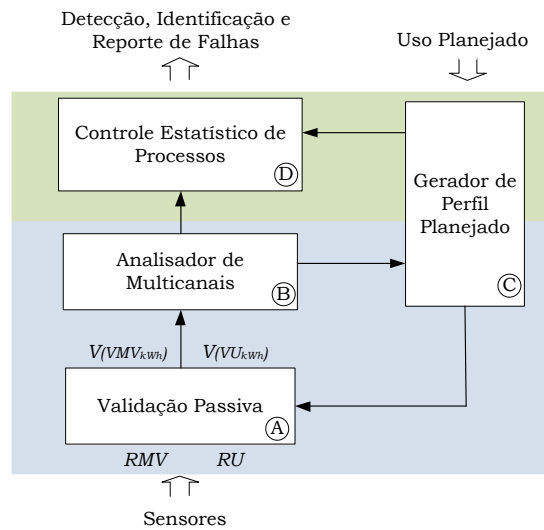 Detecção, Identificação e
Reporte de Falhas
Uso Planejado
Controle Estatístico de
Processos
D
Gerador de
Perfil
Planejado
C
Analisador de
Multicanais
B
V(VMVkWh)
V(VUkWh)
Validação Passiva
A
RMV
RU
Sensores